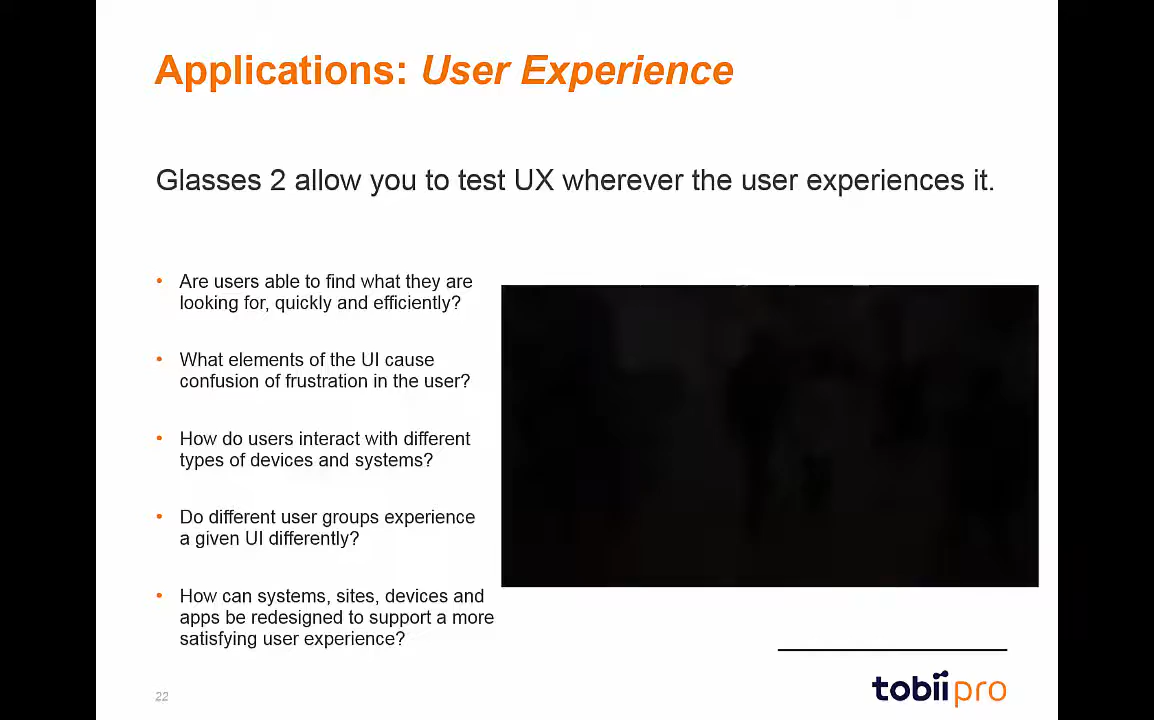 Applications: User Experience
Glasses 2 allow you to test UX wherever the user experiences it.
• Are users able to find what they are
looking for, quickly and efficiently?
• What elements of the UI cause
confusion of frustration in the user?
• How do users interact with different
types of devices and systems?
• Do different user groups experience
a given UI differently?
• How can systems, sites, devices and
apps be redesigned to support a more
satisfying user experience?
22
tobii pro